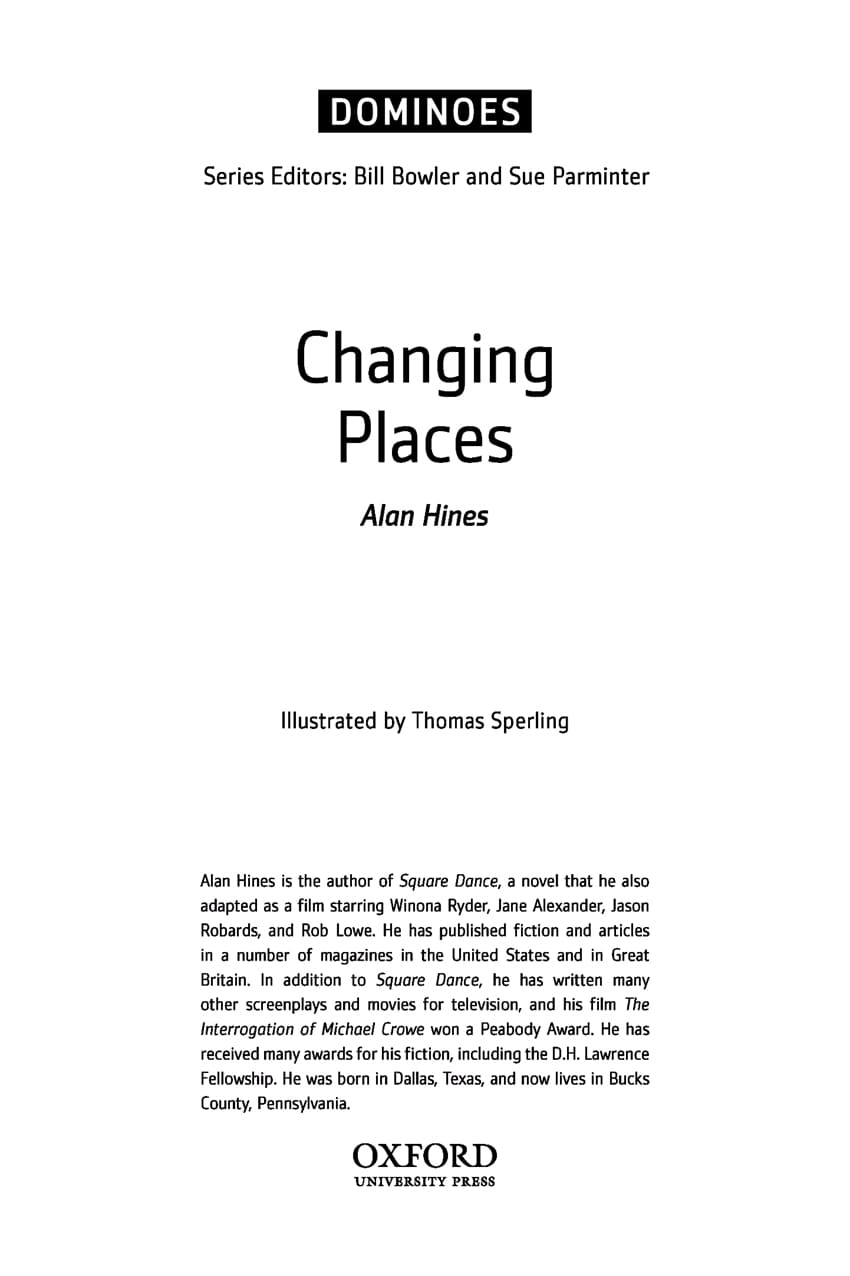 DOMINOES
Series Editors: Bill Bowler and Sue Parminter
Changing
Places
Alan Hines
Illustrated by Thomas Sperling
Alan Hines is the author of Square Dance, a novel that he also
adapted as a film starring Winona Ryder, Jane Alexander, Jason
Robards, and Rob Lowe. He has published fiction and articles
in a number of magazines in the United States and in Great
Britain. In addition to Square Dance, he has written many
other screenplays and movies for television, and his film The
Interrogation of Michael Crowe won a Peabody Award. He has
received many awards for his fiction, including the D.H. Lawrence
Fellowship. He was born in Dallas, Texas, and now lives in Bucks
County, Pennsylvania.
OXFORD
UNIVERSITY PRESS